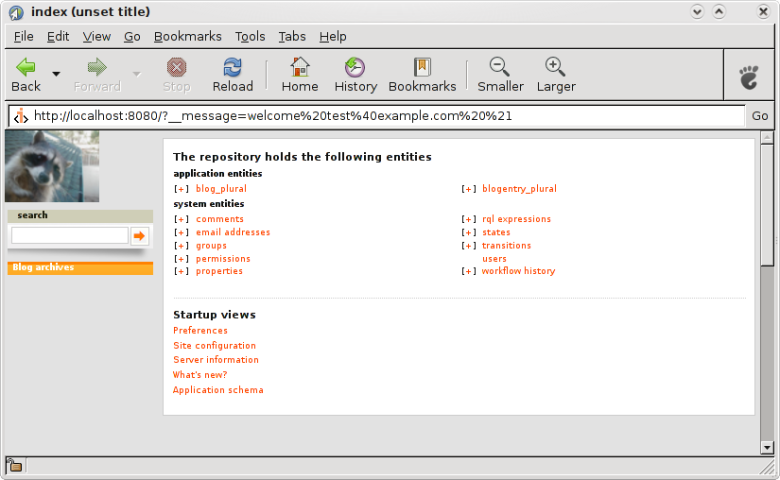 index (unset title)
File Edit View Go Bookmarks Tools Tabs Help
Back Forward Stop Reload Home History Bookmarks Smaller Larger
http://localhost:8080/?__message=welcome%20test%40example.com%20%21 Go
search
Blog archives
The repository holds the following entities
application entities
[+] blog_plural [+] blogentry_plural
system entities
[+] comments [+] rql expressions
[+] email addresses [+] states
[+] groups [+] transitions
[+] permissions users
[+] properties [+] workflow history
Startup views
Preferences
Site configuration
Server information
What's new?
Application schema